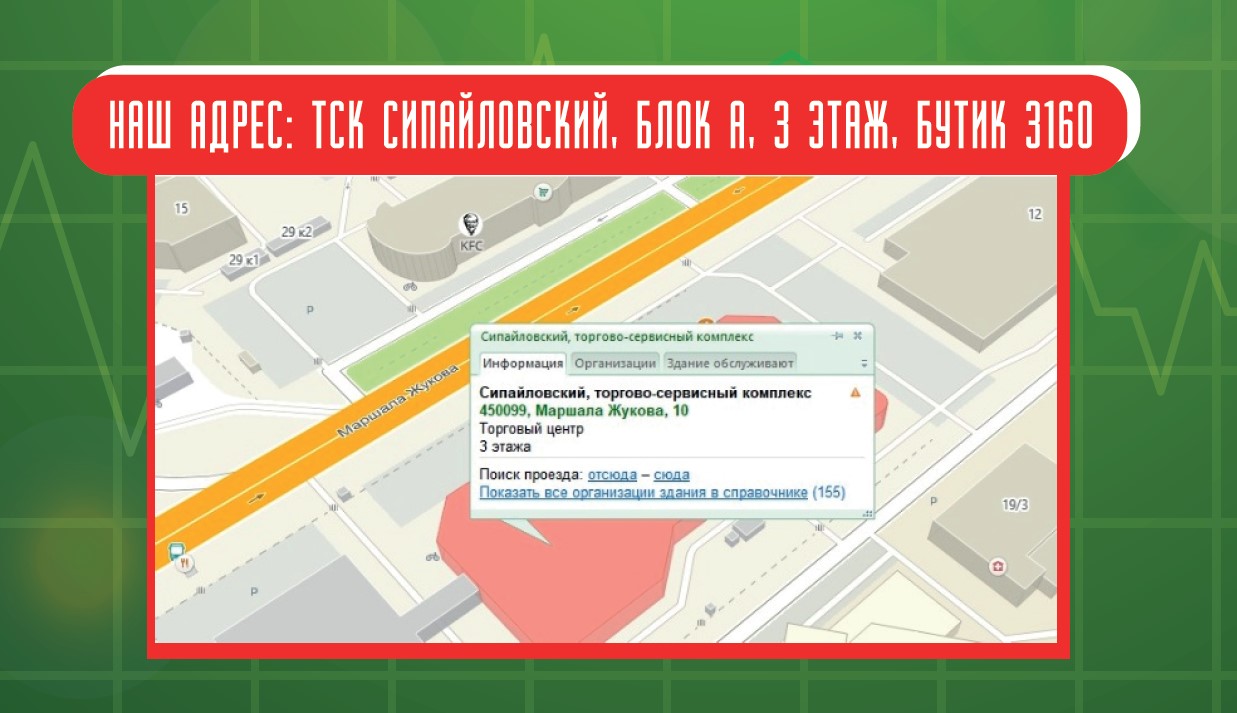 НАШ АДРЕС: ТСК СИПАЙЛОВСКИЙ, БЛОК А, 3 ЭТАЖ, БУТИК 3160
15
29 к2
KFC
12
29 к1
P
Сипайловский, торгово-сервисный комплекс
Информация Организации Здание обслуживают
Маршала Жукова
Сипайловский, торгово-сервисный комплекс
450099, Маршала Жукова, 10
Торговый центр
3 этажа
Поиск проезда: отсюда – сюда
Показать все организации здания в справочнике (155)
P
19/3
P